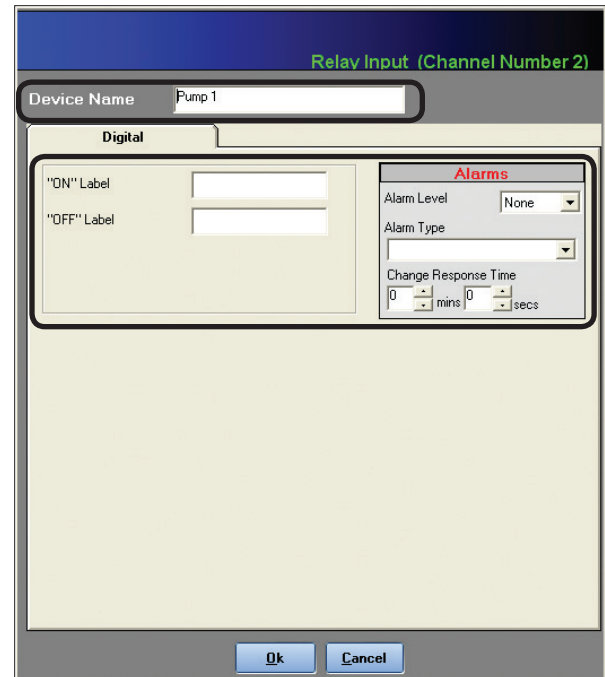 Relay Input (Channel Number 2)
Device Name Pump 1
Digital
"ON" Label
"OFF" Label
Alarms
Alarm Level None
Alarm Type
Change Response Time
0 mins 0 secs
Ok Cancel